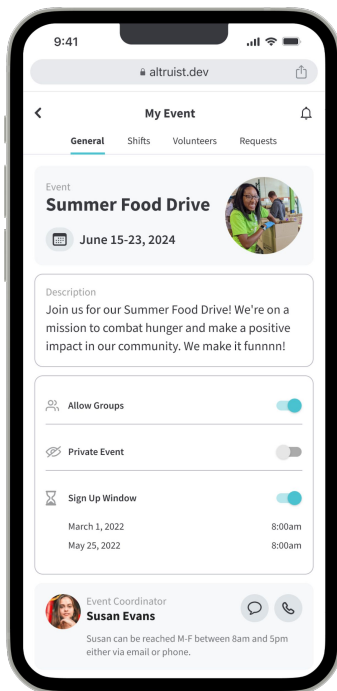 9:41
altruist.dev
My Event
General Shifts Volunteers Requests
Event
Summer Food Drive
June 15-23, 2024
Description
Join us for our Summer Food Drive! We're on a
mission to combat hunger and make a positive
impact in our community. We make it funnnn!
Allow Groups
Private Event
Sign Up Window
March 1, 2022 8:00am
May 25, 2022 8:00am
Event Coordinator
Susan Evans
Susan can be reached M-F between 8am and 5pm
either via email or phone.